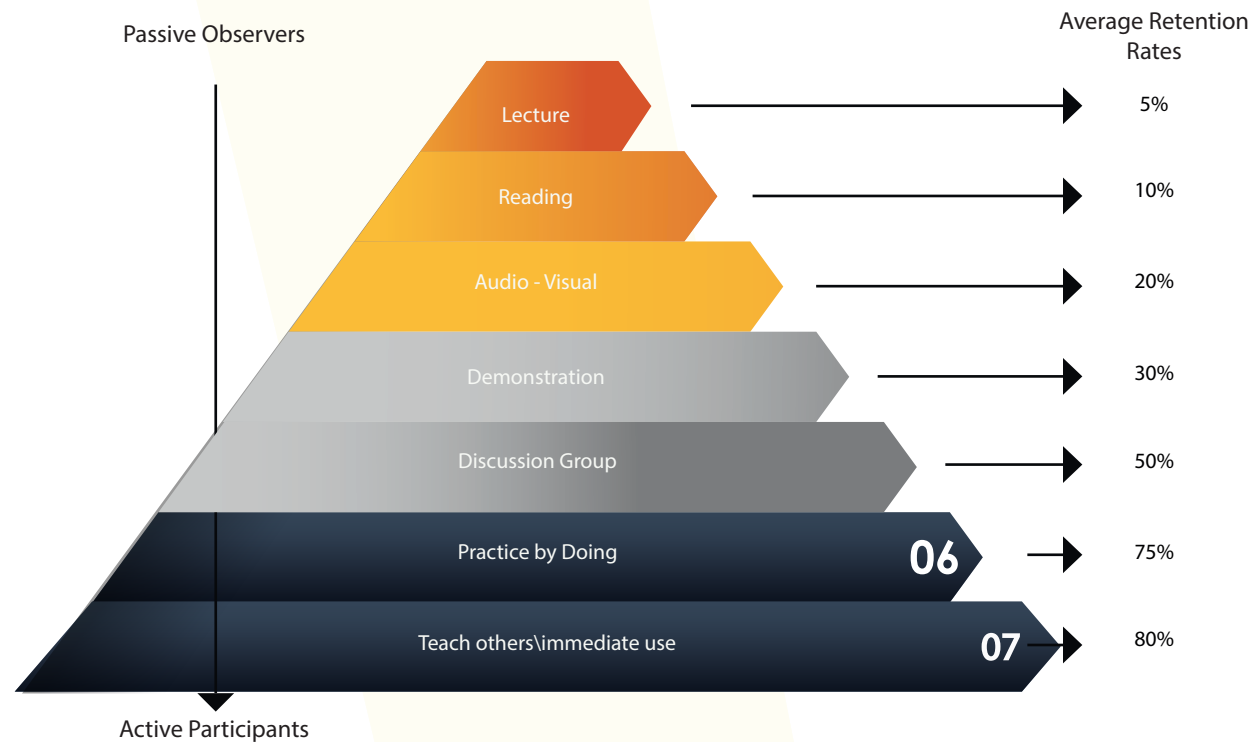 Passive Observers
Average Retention
Rates
Lecture
5%
Reading
10%
Audio - Visual
20%
Demonstration
30%
Discussion Group
50%
Practice by Doing
06
75%
Teach others\immediate use
07
80%
Active Participants